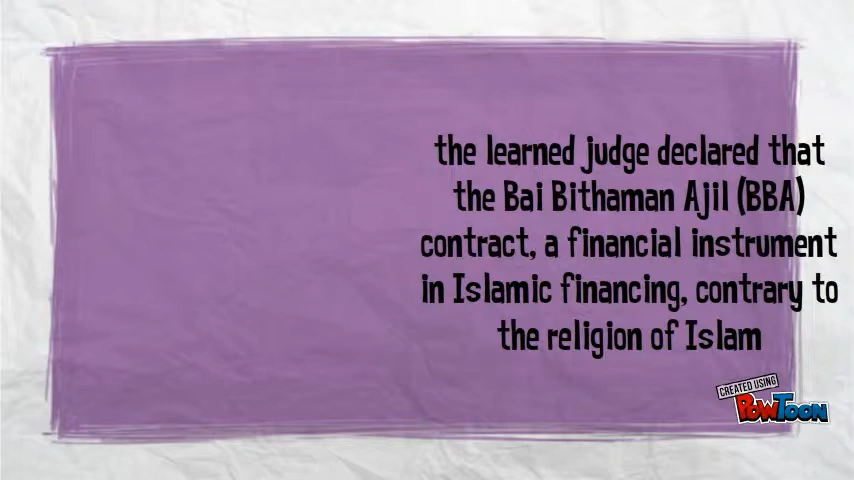 the learned judge declared that
the Bai Bithaman Ajil (BBA)
contract, a financial instrument
in Islamic financing, contrary to
the religion of Islam
CREATED USING
POWTOON